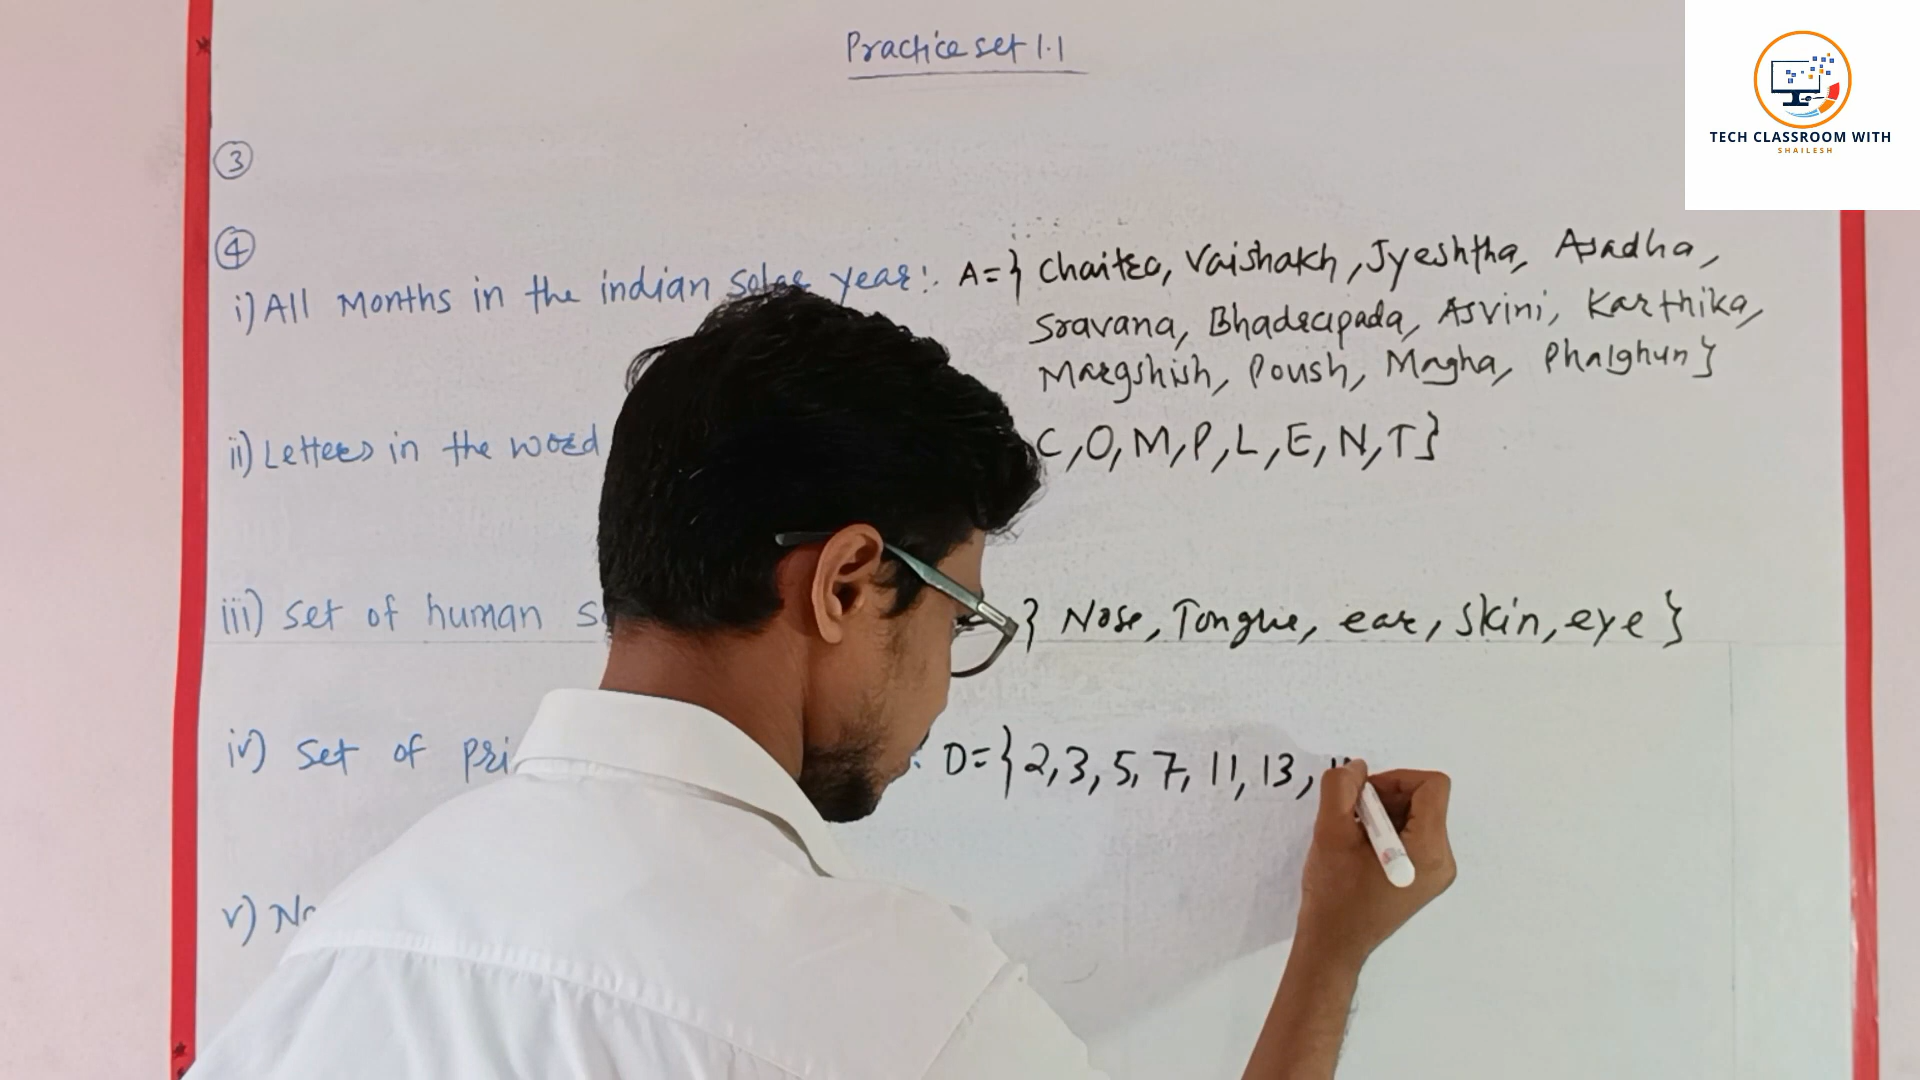 Practice set 1.1
TECH CLASSROOM WITH
SHAILESH
3
4
i) All Months in the indian solar year: A={ Chaitra, Vaishakh, Jyeshtha, Asadha,
Sravana, Bhadrapada, Asvini, Karthika,
Margshish, Poush, Magha, Phalghun}
ii) Letters in the word C, O, M, P, L, E, N, T}
iii) Set of human { Nose, Tongue, ear, skin, eye }
iv) Set of D={ 2, 3, 5, 7, 11, 13,
v)